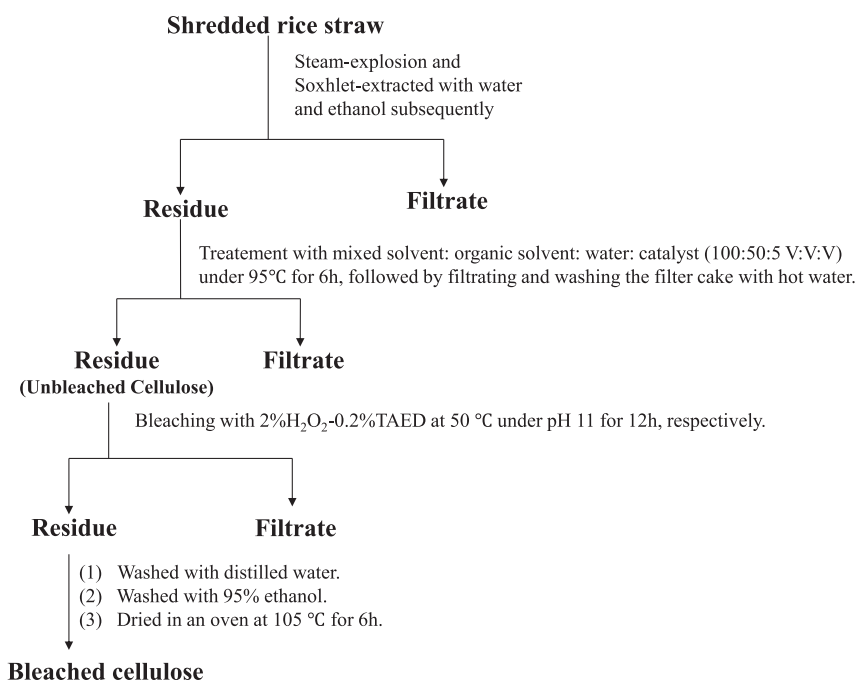 Shredded rice straw
Steam-explosion and
Soxhlet-extracted with water
and ethanol subsequently
Residue
Filtrate
Treatement with mixed solvent: organic solvent: water: catalyst (100:50:5 V:V:V)
under 95℃ for 6h, followed by filtrating and washing the filter cake with hot water.
Residue
(Unbleached Cellulose)
Filtrate
Bleaching with 2%H₂O₂-0.2%TAED at 50 ℃ under pH 11 for 12h, respectively.
Residue
Filtrate
(1) Washed with distilled water.
(2) Washed with 95% ethanol.
(3) Dried in an oven at 105 ℃ for 6h.
Bleached cellulose